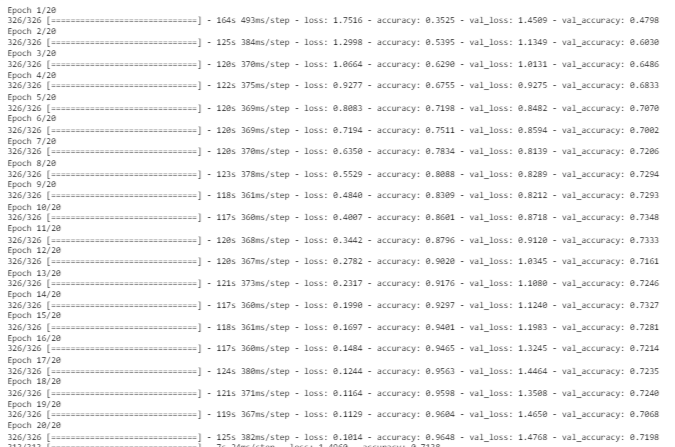 Epoch 1/20
326/326 [==============================] - 164s 493ms/step - loss: 1.7516 - accuracy: 0.3525 - val_loss: 1.4509 - val_accuracy: 0.4798
Epoch 2/20
326/326 [==============================] - 125s 384ms/step - loss: 1.2998 - accuracy: 0.5395 - val_loss: 1.1349 - val_accuracy: 0.6030
Epoch 3/20
326/326 [==============================] - 120s 370ms/step - loss: 1.0664 - accuracy: 0.6290 - val_loss: 1.0131 - val_accuracy: 0.6486
Epoch 4/20
326/326 [==============================] - 122s 375ms/step - loss: 0.9277 - accuracy: 0.6755 - val_loss: 0.9275 - val_accuracy: 0.6833
Epoch 5/20
326/326 [==============================] - 120s 369ms/step - loss: 0.8083 - accuracy: 0.7198 - val_loss: 0.8482 - val_accuracy: 0.7070
Epoch 6/20
326/326 [==============================] - 120s 369ms/step - loss: 0.7194 - accuracy: 0.7511 - val_loss: 0.8594 - val_accuracy: 0.7002
Epoch 7/20
326/326 [==============================] - 120s 370ms/step - loss: 0.6350 - accuracy: 0.7834 - val_loss: 0.8139 - val_accuracy: 0.7206
Epoch 8/20
326/326 [==============================] - 123s 378ms/step - loss: 0.5529 - accuracy: 0.8088 - val_loss: 0.8289 - val_accuracy: 0.7294
Epoch 9/20
326/326 [==============================] - 118s 361ms/step - loss: 0.4840 - accuracy: 0.8309 - val_loss: 0.8212 - val_accuracy: 0.7293
Epoch 10/20
326/326 [==============================] - 117s 360ms/step - loss: 0.4007 - accuracy: 0.8601 - val_loss: 0.8718 - val_accuracy: 0.7348
Epoch 11/20
326/326 [==============================] - 120s 368ms/step - loss: 0.3442 - accuracy: 0.8796 - val_loss: 0.9120 - val_accuracy: 0.7333
Epoch 12/20
326/326 [==============================] - 120s 367ms/step - loss: 0.2782 - accuracy: 0.9020 - val_loss: 1.0345 - val_accuracy: 0.7161
Epoch 13/20
326/326 [==============================] - 121s 373ms/step - loss: 0.2317 - accuracy: 0.9176 - val_loss: 1.1080 - val_accuracy: 0.7246
Epoch 14/20
326/326 [==============================] - 117s 360ms/step - loss: 0.1990 - accuracy: 0.9297 - val_loss: 1.1240 - val_accuracy: 0.7327
Epoch 15/20
326/326 [==============================] - 118s 361ms/step - loss: 0.1697 - accuracy: 0.9401 - val_loss: 1.1983 - val_accuracy: 0.7281
Epoch 16/20
326/326 [==============================] - 117s 360ms/step - loss: 0.1484 - accuracy: 0.9465 - val_loss: 1.3245 - val_accuracy: 0.7214
Epoch 17/20
326/326 [==============================] - 124s 380ms/step - loss: 0.1244 - accuracy: 0.9563 - val_loss: 1.4464 - val_accuracy: 0.7235
Epoch 18/20
326/326 [==============================] - 121s 371ms/step - loss: 0.1164 - accuracy: 0.9598 - val_loss: 1.3508 - val_accuracy: 0.7240
Epoch 19/20
326/326 [==============================] - 119s 367ms/step - loss: 0.1129 - accuracy: 0.9604 - val_loss: 1.4650 - val_accuracy: 0.7068
Epoch 20/20
326/326 [==============================] - 125s 382ms/step - loss: 0.1014 - accuracy: 0.9648 - val_loss: 1.4768 - val_accuracy: 0.7198